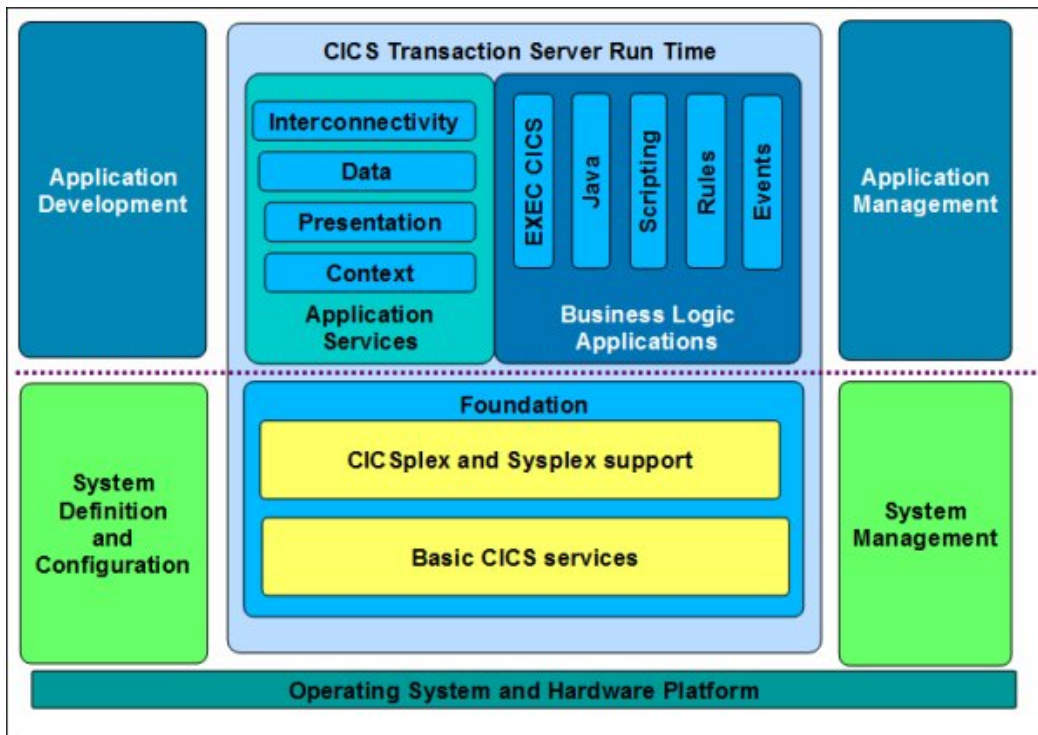 CICS Transaction Server Run Time
Application
Development
Interconnectivity
Data
Presentation
Context
Application
Services
EXEC CICS
Java
Scripting
Rules
Events
Business Logic
Applications
Application
Management
System
Definition
and
Configuration
Foundation
CICSplex and Sysplex support
Basic CICS services
System
Management
Operating System and Hardware Platform